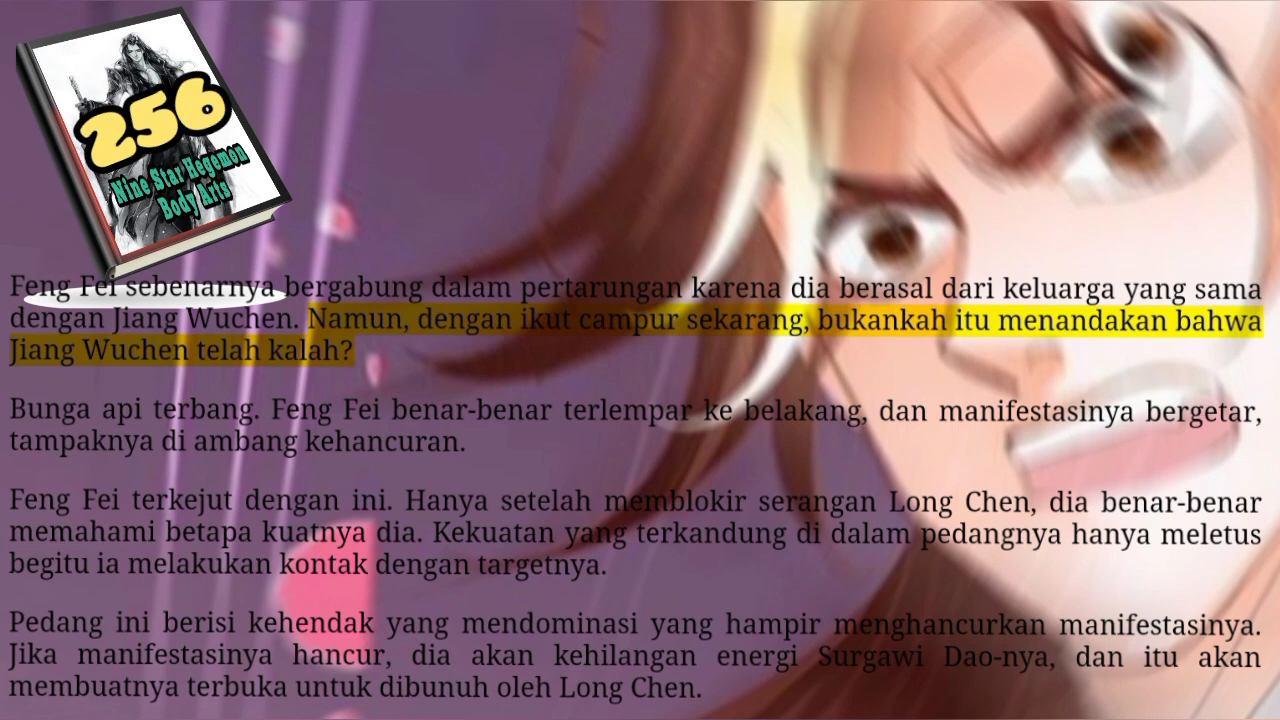 256
Nine Star Hegemon
Body Arts
Feng Fei sebenarnya bergabung dalam pertarungan karena dia berasal dari keluarga yang sama
dengan Jiang Wuchen. Namun, dengan ikut campur sekarang, bukankah itu menandakan bahwa
Jiang Wuchen telah kalah?
Bunga api terbang. Feng Fei benar-benar terlempar ke belakang, dan manifestasinya bergetar,
tampaknya di ambang kehancuran.
Feng Fei terkejut dengan ini. Hanya setelah memblokir serangan Long Chen, dia benar-benar
memahami betapa kuatnya dia. Kekuatan yang terkandung di dalam pedangnya hanya meletus
begitu ia melakukan kontak dengan targetnya.
Pedang ini berisi kehendak yang mendominasi yang hampir menghancurkan manifestasinya.
Jika manifestasinya hancur, dia akan kehilangan energi Surgawi Dao-nya, dan itu akan
membuatnya terbuka untuk dibunuh oleh Long Chen.